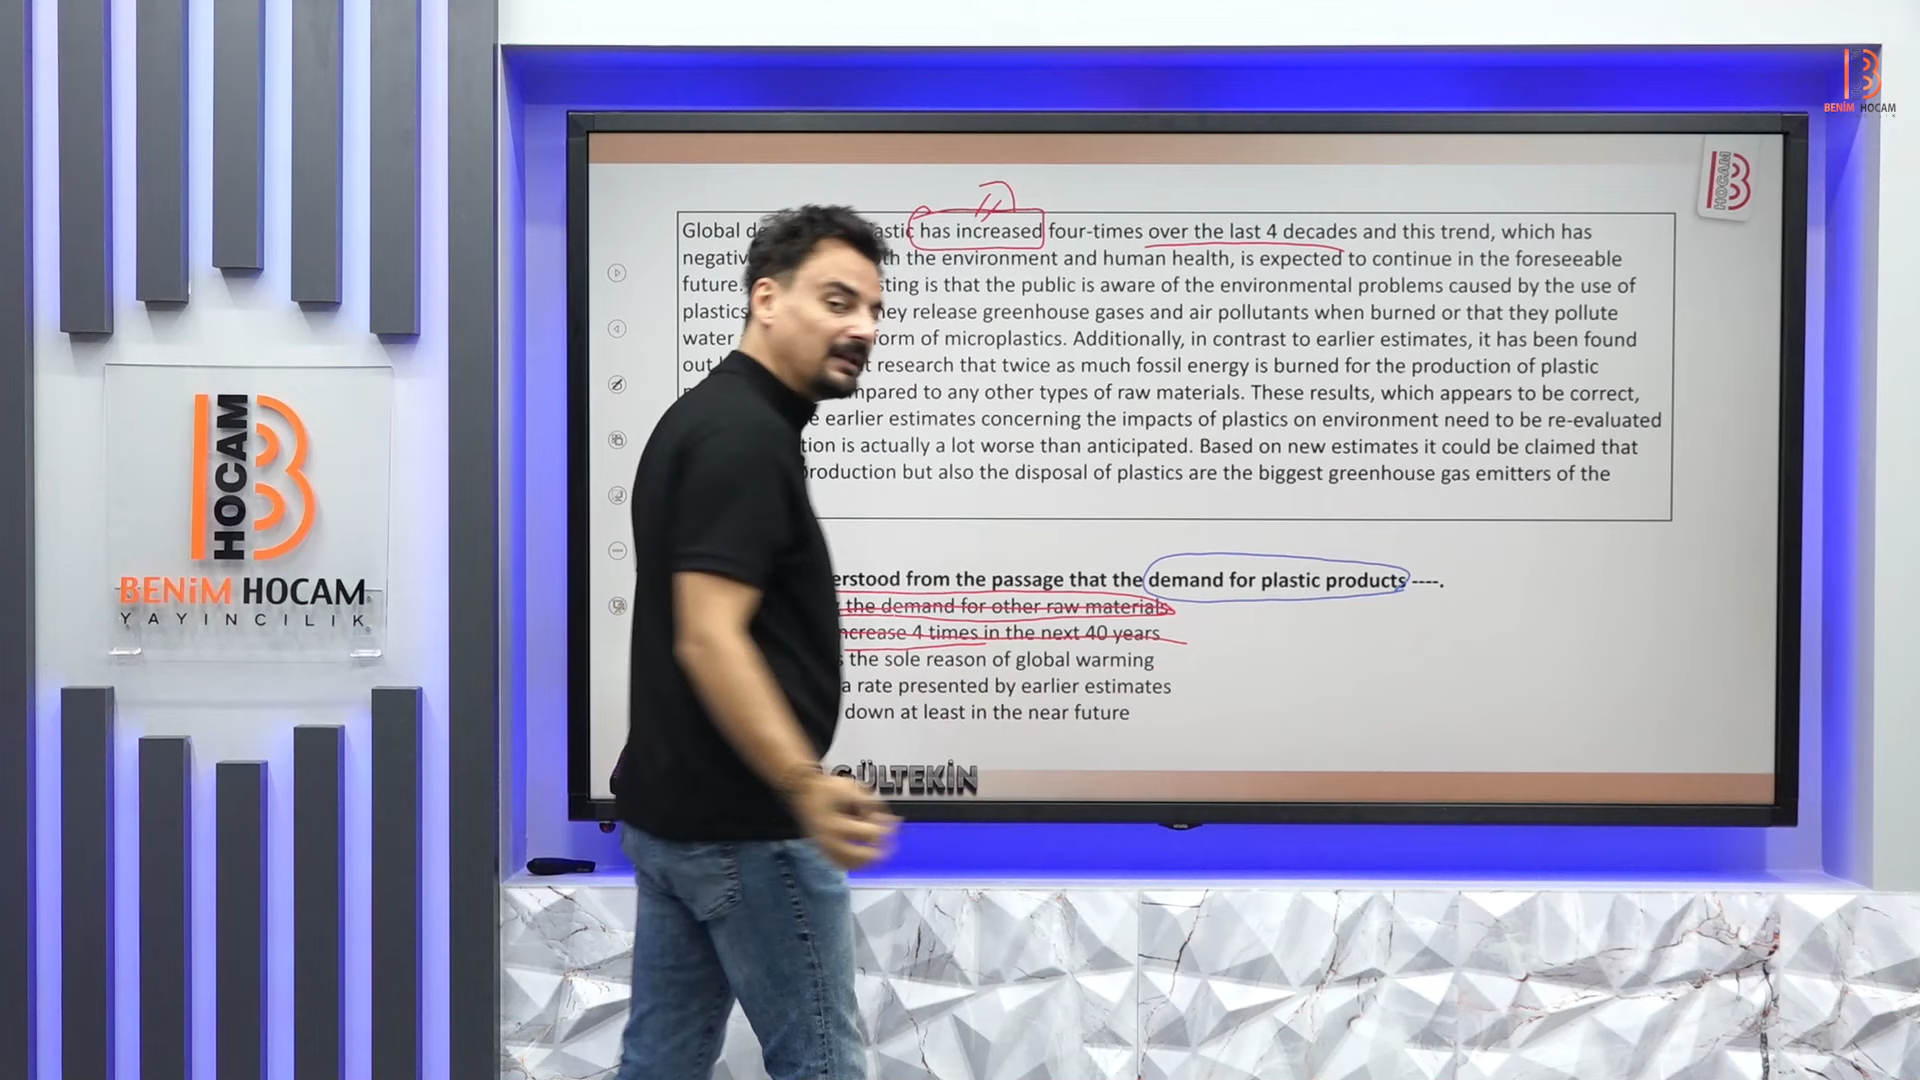 BENİM HOCAM
HOCAM
Global astic has increased four-times over the last 4 decades and this trend, which has
the environment and human health, is expected to continue in the foreseeable
future. is that the public is aware of the environmental problems caused by the use of
plastics release greenhouse gases and air pollutants when burned or that they pollute
water form of microplastics. Additionally, in contrast to earlier estimates, it has been found
out research that twice as much fossil energy is burned for the production of plastic
to any other types of raw materials. These results, which appears to be correct,
earlier estimates concerning the impacts of plastics on environment need to be re-evaluated
is actually a lot worse than anticipated. Based on new estimates it could be claimed that
production but also the disposal of plastics are the biggest greenhouse gas emitters of the
from the passage that the demand for plastic products ----.
the demand for other raw materials
increase 4 times in the next 40 years
the sole reason of global warming
a rate presented by earlier estimates
down at least in the near future
GÜLTEKİN
HOCAM
BENİM HOCAM
YAYINCILIK